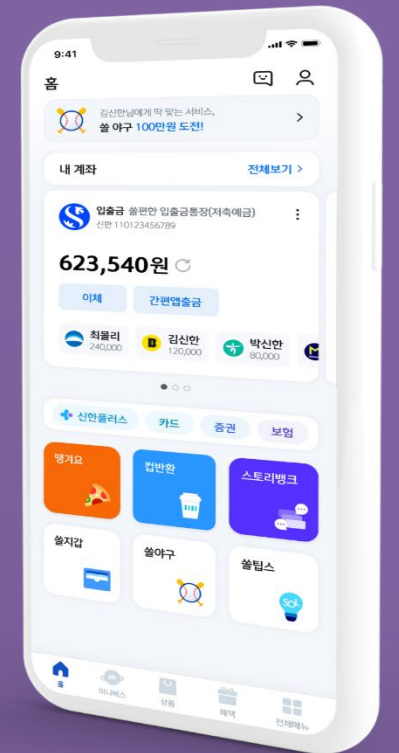 9:41
홈
김신한님에게 딱 맞는 서비스,
쏠 야구 100만원 도전!
내 계좌
전체보기 >
입출금 쏠편한 입출금통장(저축예금)
신한 110123456789
623,540원
이체
간편앱출금
최몰리
240,000
김신한
120,000
박신한
80,000
신한플러스
카드
증권
보험
땡겨요
컵반환
스토리뱅크
쏠지갑
쏠야구
쏠팁스
SOL
홈
머니버스
상품
혜택
전체메뉴